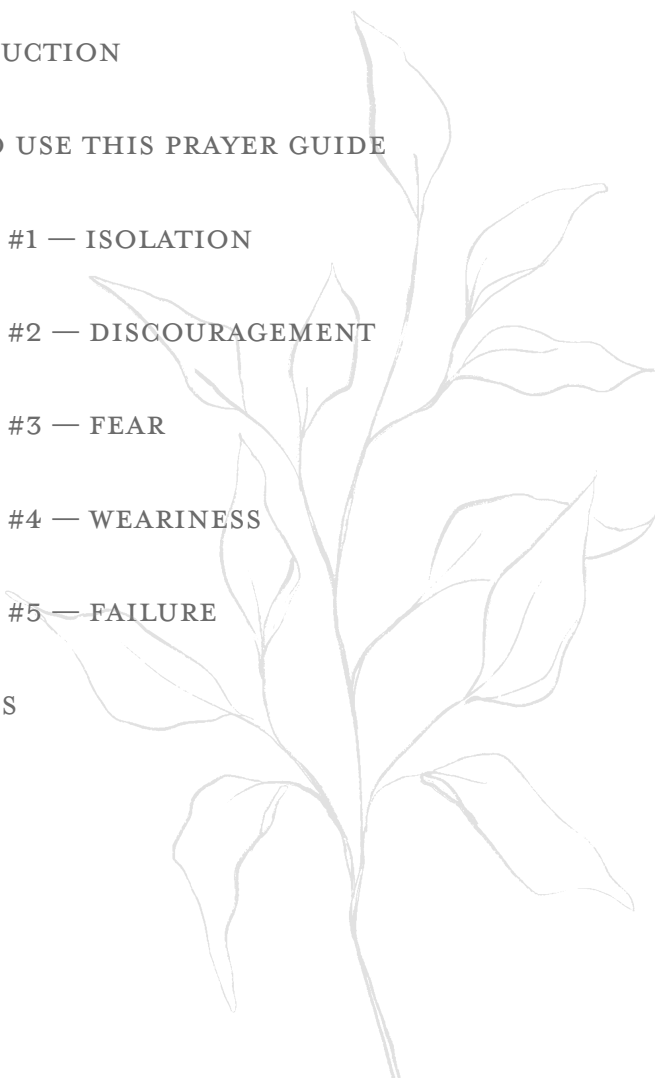 UCTION
O USE THIS PRAYER GUIDE
#1 — ISOLATION
#2 — DISCOURAGEMENT
#3 — FEAR
#4 — WEARINESS
#5 — FAILURE
S